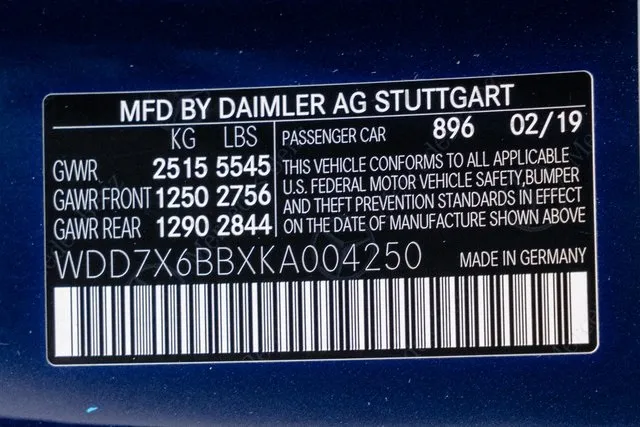 MFD BY DAIMLER AG STUTTGART
KG LBS
GVWR 2515 5545
GAWR FRONT 1250 2756
GAWR REAR 1290 2844
PASSENGER CAR 896 02/19
THIS VEHICLE CONFORMS TO ALL APPLICABLE
U.S. FEDERAL MOTOR VEHICLE SAFETY,BUMPER
AND THEFT PREVENTION STANDARDS IN EFFECT
ON THE DATE OF MANUFACTURE SHOWN ABOVE
WDD7X6BBXKA004250 MADE IN GERMANY